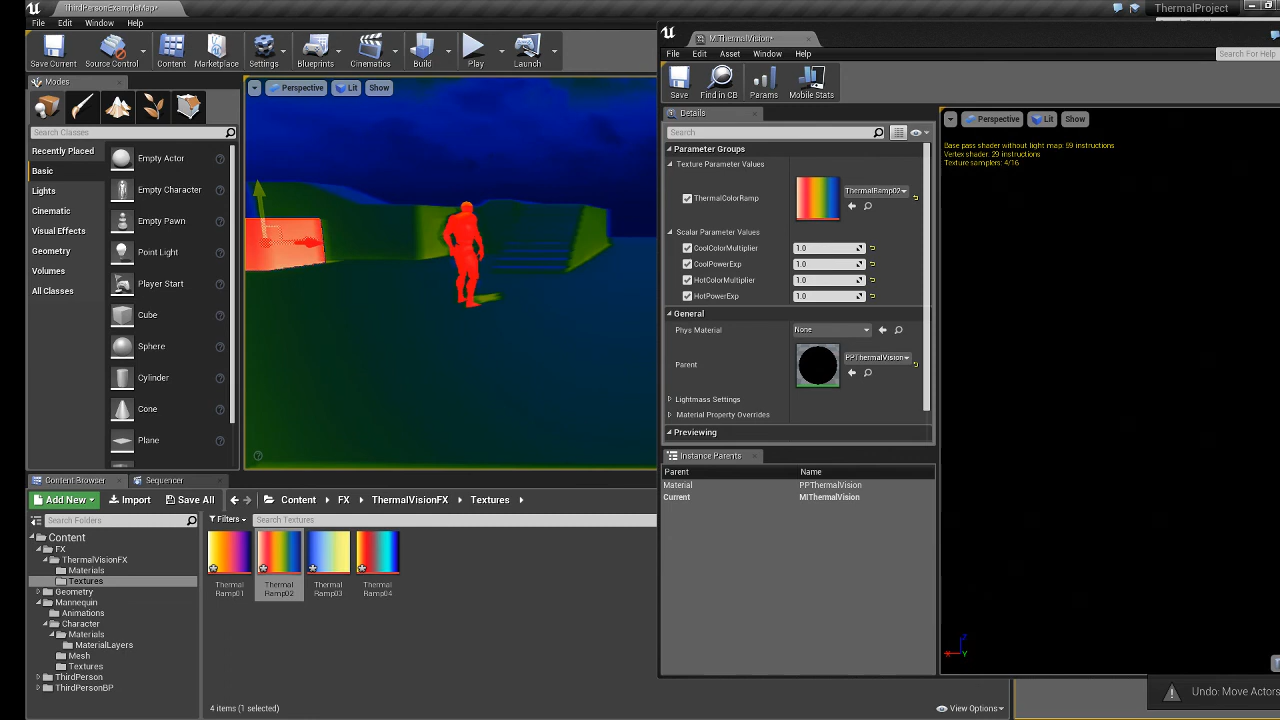 ThirdPersonExampleMap*
ThermalProject
File Edit Window Help
Save Current Source Control Content Marketplace Settings Blueprints Cinematics Build Play Launch
Modes
Search Classes
Recently Placed
Basic
Lights
Cinematic
Visual Effects
Geometry
Volumes
All Classes
Empty Actor
Empty Character
Empty Pawn
Point Light
Player Start
Cube
Sphere
Cylinder
Cone
Plane
Perspective Lit Show
MIThermalVision*
File Edit Asset Window Help
Search For Help
Save Find in CB Params Mobile Stats
Details
Search
Parameter Groups
Texture Parameter Values
ThermalColorRamp
ThermalRamp02
Scalar Parameter Values
CoolColorMultiplier 1.0
CoolPowerExp 1.0
HotColorMultiplier 1.0
HotPowerExp 1.0
General
Phys Material None
Parent PPThermalVision
Lightmass Settings
Material Property Overrides
Previewing
Instance Parents
Parent Name
Material PPThermalVision
Current MIThermalVision
Perspective Lit Show
Base pass shader without light map: 59 instructions
Vertex shader: 29 instructions
Texture samplers: 4/16
X Z Y
Content Browser Sequencer
Add New Import Save All Content FX ThermalVisionFX Textures
Search Folders
Filters Search Textures
Content
FX
ThermalVisionFX
Materials
Textures
Geometry
Mannequin
Animations
Character
Materials
MaterialLayers
Mesh
Textures
ThirdPerson
ThirdPersonBP
Thermal
Ramp01
Thermal
Ramp02
Thermal
Ramp03
Thermal
Ramp04
4 items (1 selected)
View Options
Undo: Move Actors